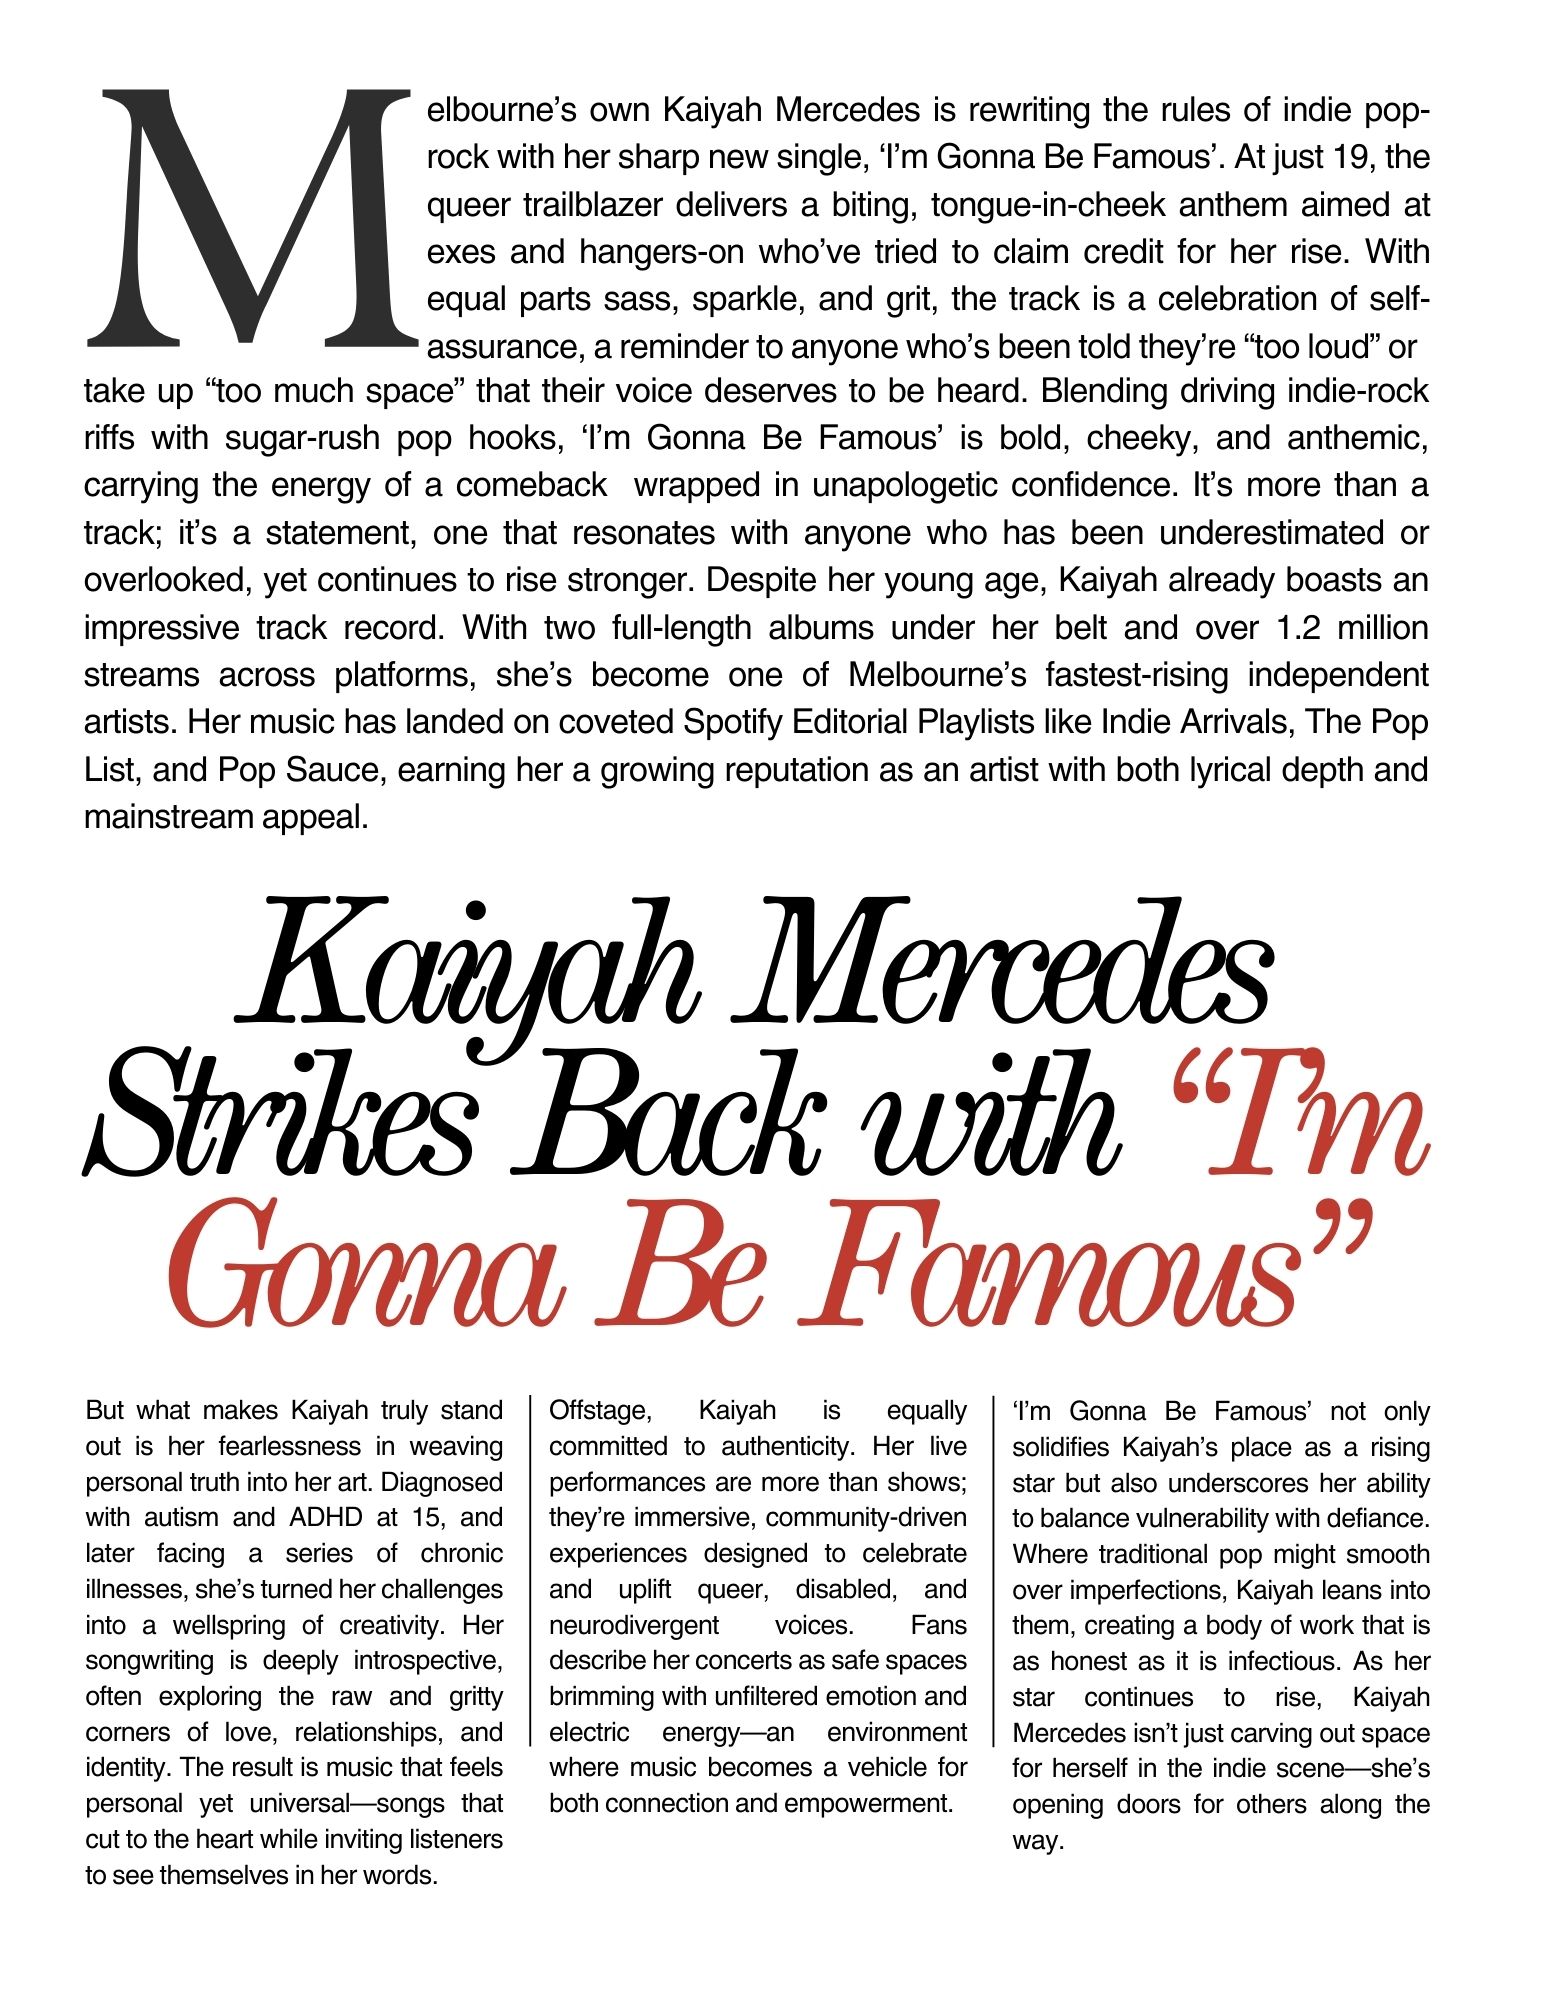 Melbourne’s own Kaiyah Mercedes is rewriting the rules of indie pop-
rock with her sharp new single, ‘I’m Gonna Be Famous’. At just 19, the
queer trailblazer delivers a biting, tongue-in-cheek anthem aimed at
exes and hangers-on who’ve tried to claim credit for her rise. With
equal parts sass, sparkle, and grit, the track is a celebration of self-
assurance, a reminder to anyone who’s been told they’re “too loud” or
take up “too much space” that their voice deserves to be heard. Blending driving indie-rock
riffs with sugar-rush pop hooks, ‘I’m Gonna Be Famous’ is bold, cheeky, and anthemic,
carrying the energy of a comeback wrapped in unapologetic confidence. It’s more than a
track; it’s a statement, one that resonates with anyone who has been underestimated or
overlooked, yet continues to rise stronger. Despite her young age, Kaiyah already boasts an
impressive track record. With two full-length albums under her belt and over 1.2 million
streams across platforms, she’s become one of Melbourne’s fastest-rising independent
artists. Her music has landed on coveted Spotify Editorial Playlists like Indie Arrivals, The Pop
List, and Pop Sauce, earning her a growing reputation as an artist with both lyrical depth and
mainstream appeal.
Kaiyah Mercedes
Strikes Back with “I’m
Gonna Be Famous”
But what makes Kaiyah truly stand
out is her fearlessness in weaving
personal truth into her art. Diagnosed
with autism and ADHD at 15, and
later facing a series of chronic
illnesses, she’s turned her challenges
into a wellspring of creativity. Her
songwriting is deeply introspective,
often exploring the raw and gritty
corners of love, relationships, and
identity. The result is music that feels
personal yet universal—songs that
cut to the heart while inviting listeners
to see themselves in her words.
Offstage, Kaiyah is equally
committed to authenticity. Her live
performances are more than shows;
they’re immersive, community-driven
experiences designed to celebrate
and uplift queer, disabled, and
neurodivergent voices. Fans
describe her concerts as safe spaces
brimming with unfiltered emotion and
electric energy—an environment
where music becomes a vehicle for
both connection and empowerment.
‘I’m Gonna Be Famous’ not only
solidifies Kaiyah’s place as a rising
star but also underscores her ability
to balance vulnerability with defiance.
Where traditional pop might smooth
over imperfections, Kaiyah leans into
them, creating a body of work that is
as honest as it is infectious. As her
star continues to rise, Kaiyah
Mercedes isn’t just carving out space
for herself in the indie scene—she’s
opening doors for others along the
way.